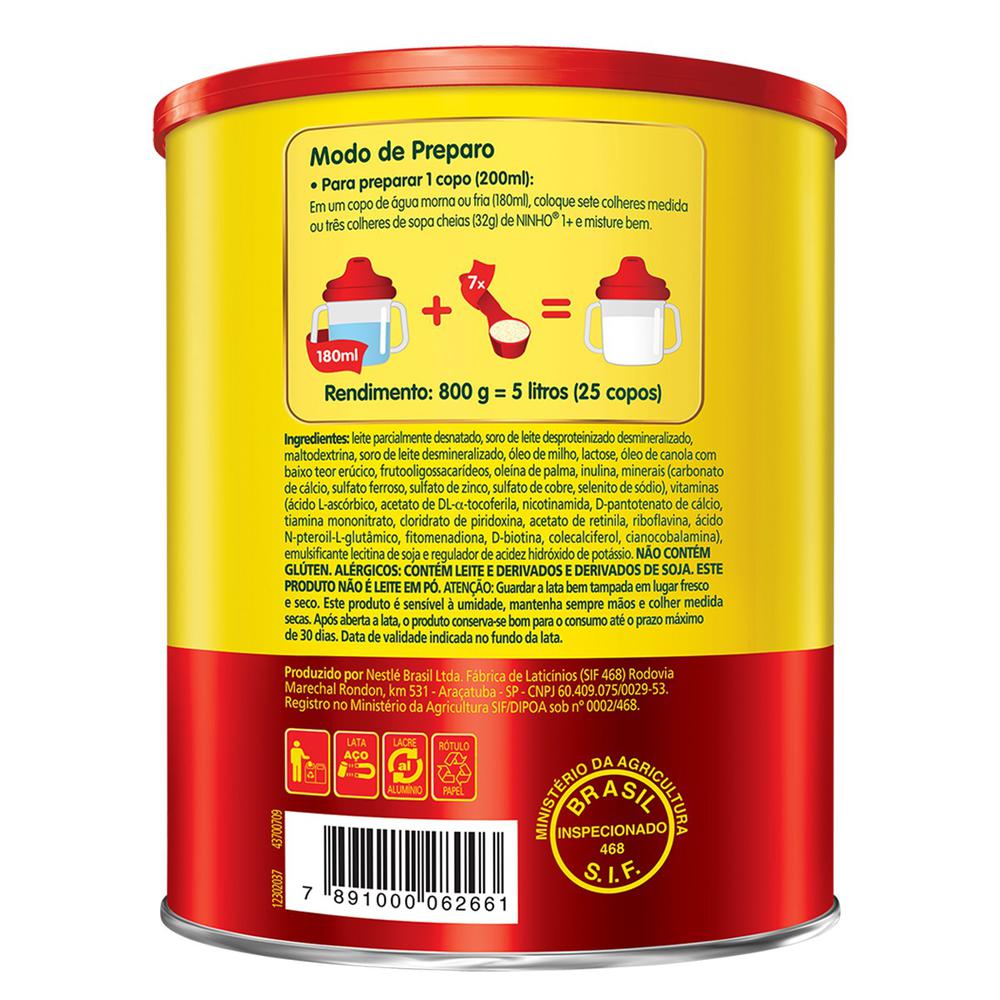 Modo de Preparo
• Para preparar 1 copo (200ml):
Em um copo de água morna ou fria (180ml), coloque sete colheres medida
ou três colheres de sopa cheias (32g) de NINHO® 1+ e misture bem.
180ml
+
7x
=
Rendimento: 800 g = 5 litros (25 copos)
Ingredientes: leite parcialmente desnatado, soro de leite desproteinizado desmineralizado,
maltodextrina, soro de leite desmineralizado, óleo de milho, lactose, óleo de canola com
baixo teor erúcico, frutooligossacarídeos, oleína de palma, inulina, minerais (carbonato
de cálcio, sulfato ferroso, sulfato de zinco, sulfato de cobre, selenito de sódio), vitaminas
(ácido L-ascórbico, acetato de DL-α-tocoferila, nicotinamida, D-pantotenato de cálcio,
tiamina mononitrato, cloridrato de piridoxina, acetato de retinila, riboflavina, ácido
N-pteroil-L-glutâmico, fitomenadiona, D-biotina, colecalciferol, cianocobalamina),
emulsificante lecitina de soja e regulador de acidez hidróxido de potássio. NÃO CONTÉM
GLÚTEN. ALÉRGICOS: CONTÉM LEITE E DERIVADOS E DERIVADOS DE SOJA. ESTE
PRODUTO NÃO É LEITE EM PÓ. ATENÇÃO: Guardar a lata bem tampada em lugar fresco
e seco. Este produto é sensível à umidade, mantenha sempre mãos e colher medida
secas. Após aberta a lata, o produto conserva-se bom para o consumo até o prazo máximo
de 30 dias. Data de validade indicada no fundo da lata.
Produzido por Nestlé Brasil Ltda. Fábrica de Laticínios (SIF 468) Rodovia
Marechal Rondon, km 531 - Araçatuba - SP - CNPJ 60.409.075/0029-53.
Registro no Ministério da Agricultura SIF/DIPOA sob nº 0002/468.
LATA
AÇO
LACRE
al
ALUMÍNIO
RÓTULO
PAPEL
12302037 43700709
7 891000 062661
MINISTÉRIO DA AGRICULTURA
BRASIL
INSPECIONADO
468
S.I.F.